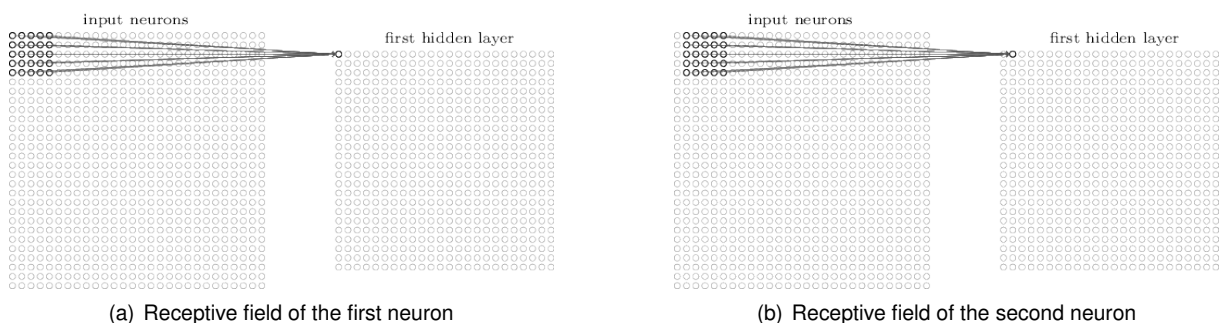 input neurons
first hidden layer
(a) Receptive field of the first neuron
input neurons
first hidden layer
(b) Receptive field of the second neuron